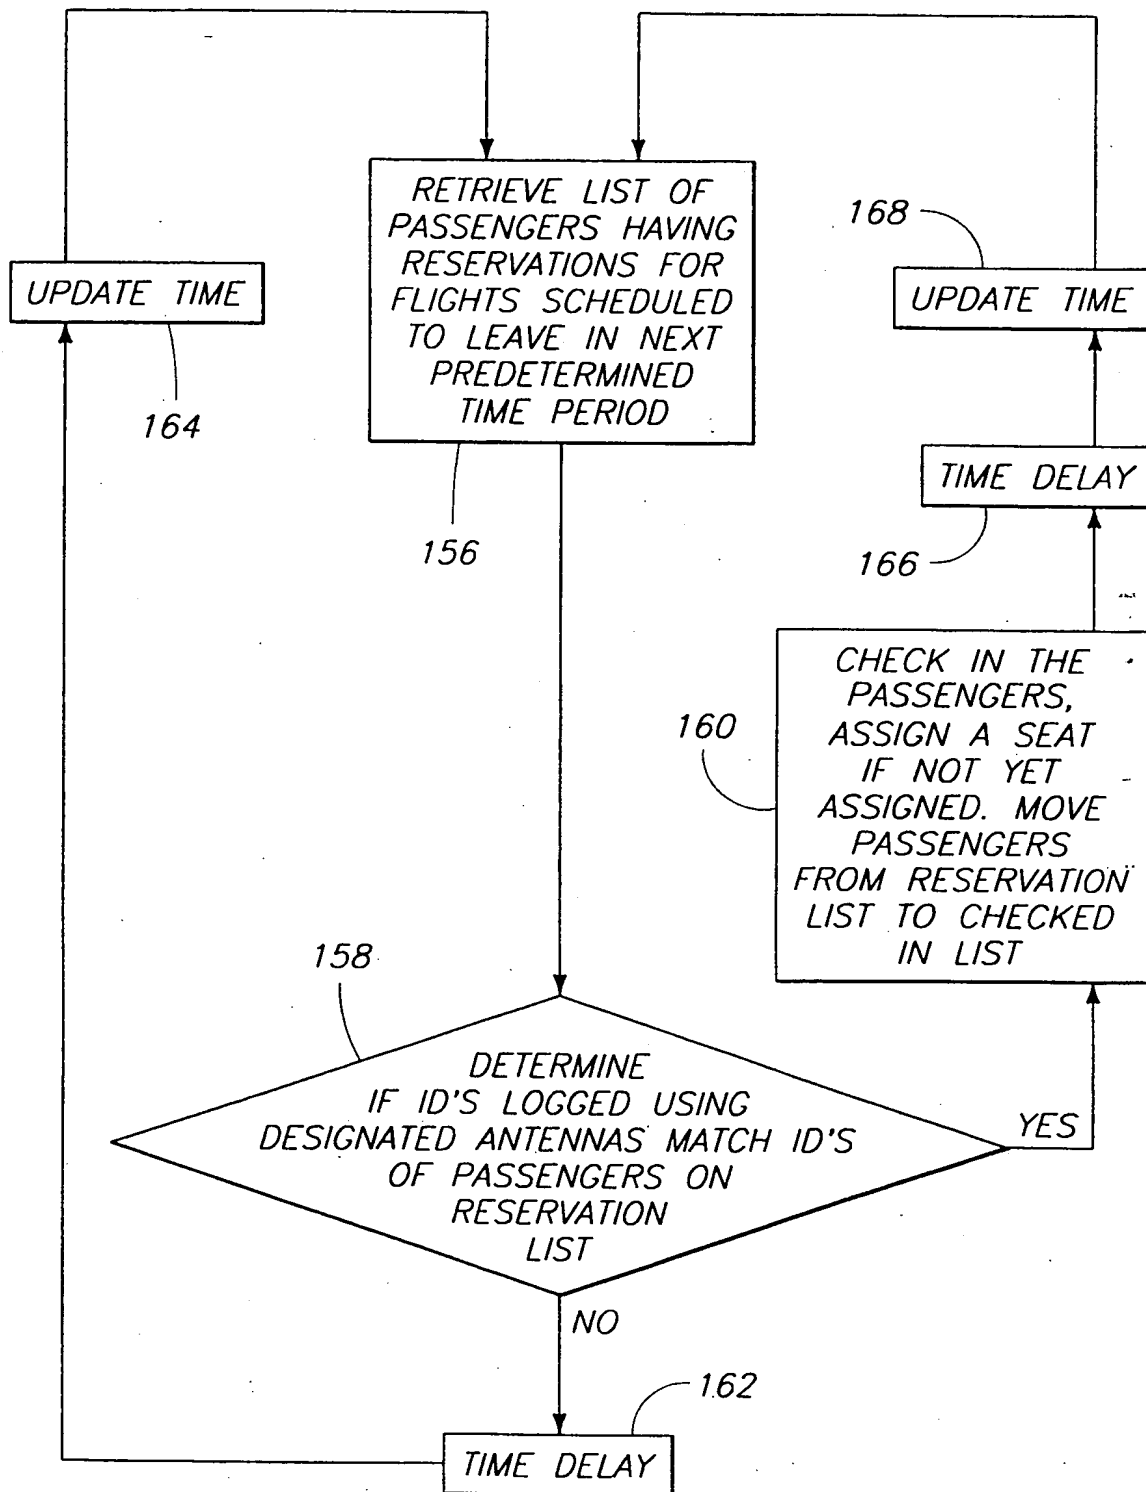 RETRIEVE LIST OF
PASSENGERS HAVING
RESERVATIONS FOR
FLIGHTS SCHEDULED
TO LEAVE IN NEXT
PREDETERMINED
TIME PERIOD
156
UPDATE TIME
164
168
UPDATE TIME
TIME DELAY
166
CHECK IN THE
PASSENGERS,
ASSIGN A SEAT
IF NOT YET
ASSIGNED. MOVE
PASSENGERS
FROM RESERVATION
LIST TO CHECKED
IN LIST
160
158
DETERMINE
IF ID'S LOGGED USING
DESIGNATED ANTENNAS MATCH ID'S
OF PASSENGERS ON
RESERVATION
LIST
YES
NO
162
TIME DELAY